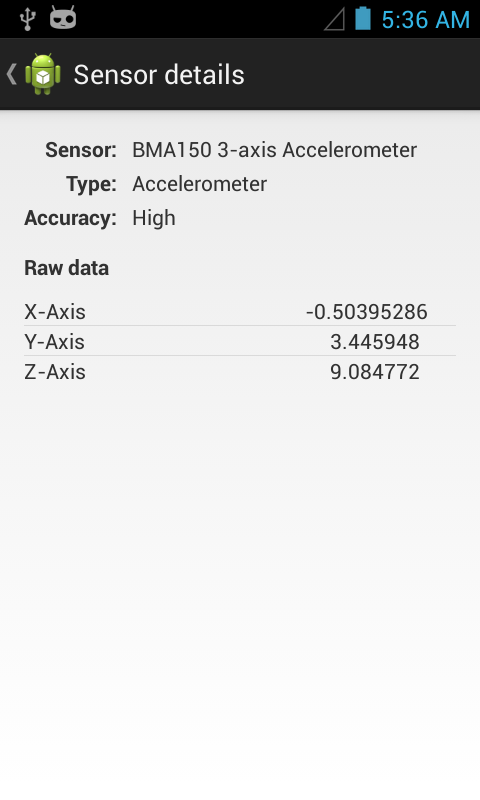 5:36 AM
Sensor details
Sensor: BMA150 3-axis Accelerometer
Type: Accelerometer
Accuracy: High
Raw data
X-Axis -0.50395286
Y-Axis 3.445948
Z-Axis 9.084772